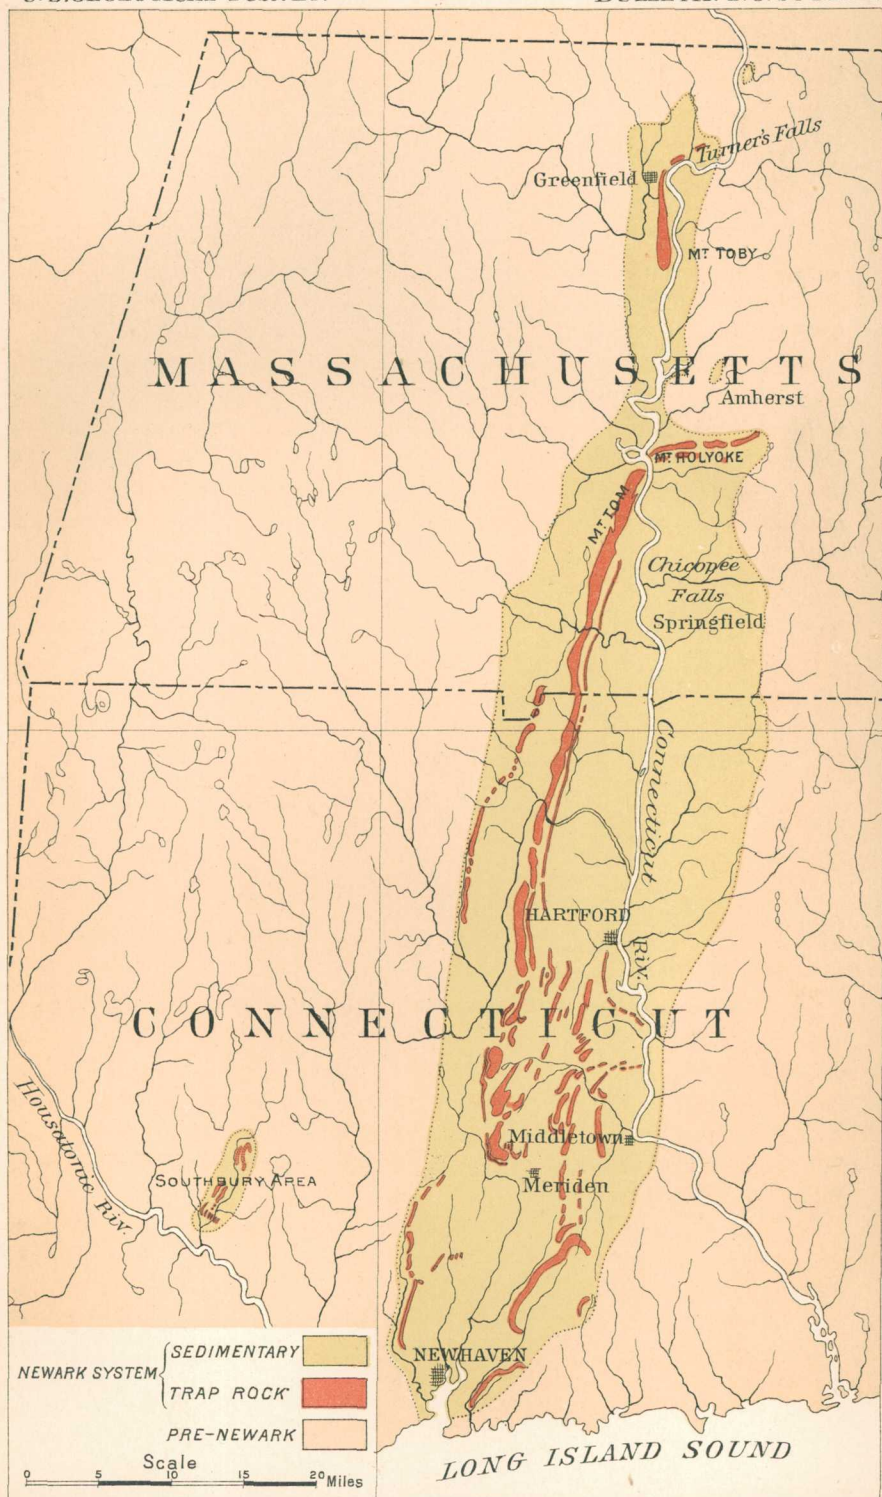 Turner's Falls
Greenfield
MT TOBY
MASSACHUSETTS
Amherst
MT HOLYOKE
MT TOM
Chicopee
Falls
Springfield
Connecticut Riv.
HARTFORD
CONNECTICUT
Housatonic Riv.
Middletown
SOUTHBURY AREA
Meriden
NEWHAVEN
LONG ISLAND SOUND
NEWARK SYSTEM
SEDIMENTARY
TRAP ROCK
PRE-NEWARK
Scale
0 5 10 15 20 Miles